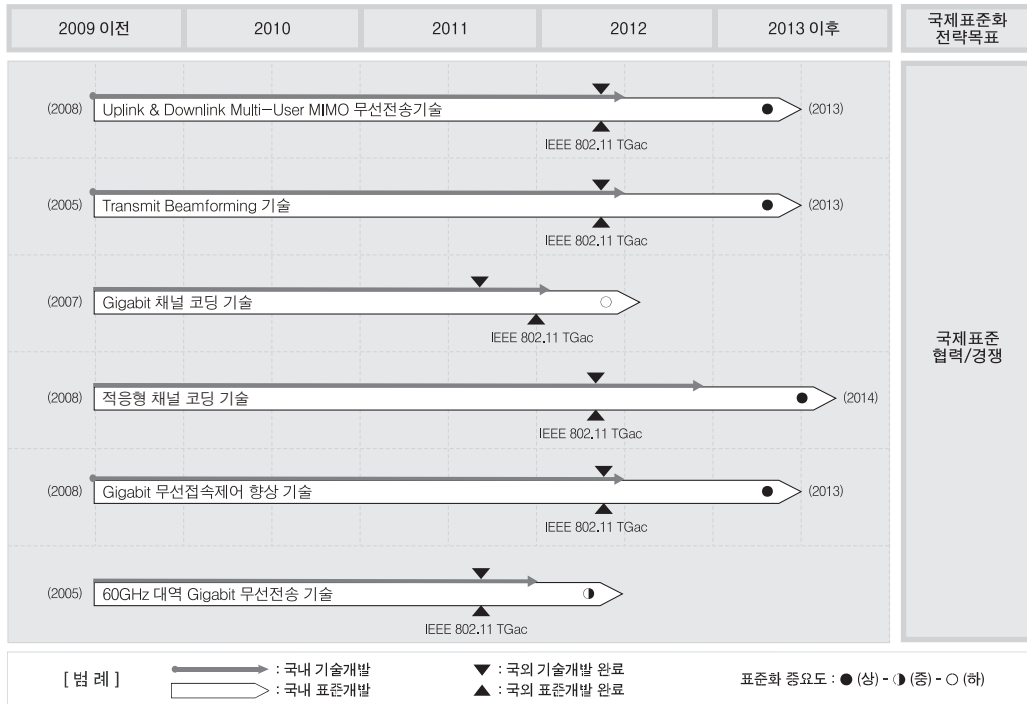 2009 이전
2010
2011
2012
2013 이후
국제표준화
전략목표
(2008)
Uplink & Downlink Multi-User MIMO 무선전송기술
(2013)
IEEE 802.11 TGac
(2005)
Transmit Beamforming 기술
(2013)
IEEE 802.11 TGac
(2007)
Gigabit 채널 코딩 기술
IEEE 802.11 TGac
국제표준
협력/경쟁
(2008)
적응형 채널 코딩 기술
(2014)
IEEE 802.11 TGac
(2008)
Gigabit 무선접속제어 향상 기술
(2013)
IEEE 802.11 TGac
(2005)
60GHz 대역 Gigabit 무선전송 기술
IEEE 802.11 TGac
[ 범 례 ]
: 국내 기술개발
: 국내 표준개발
▼ : 국외 기술개발 완료
▲ : 국외 표준개발 완료
표준화 중요도 : ● (상) - ◑ (중) - ○ (하)